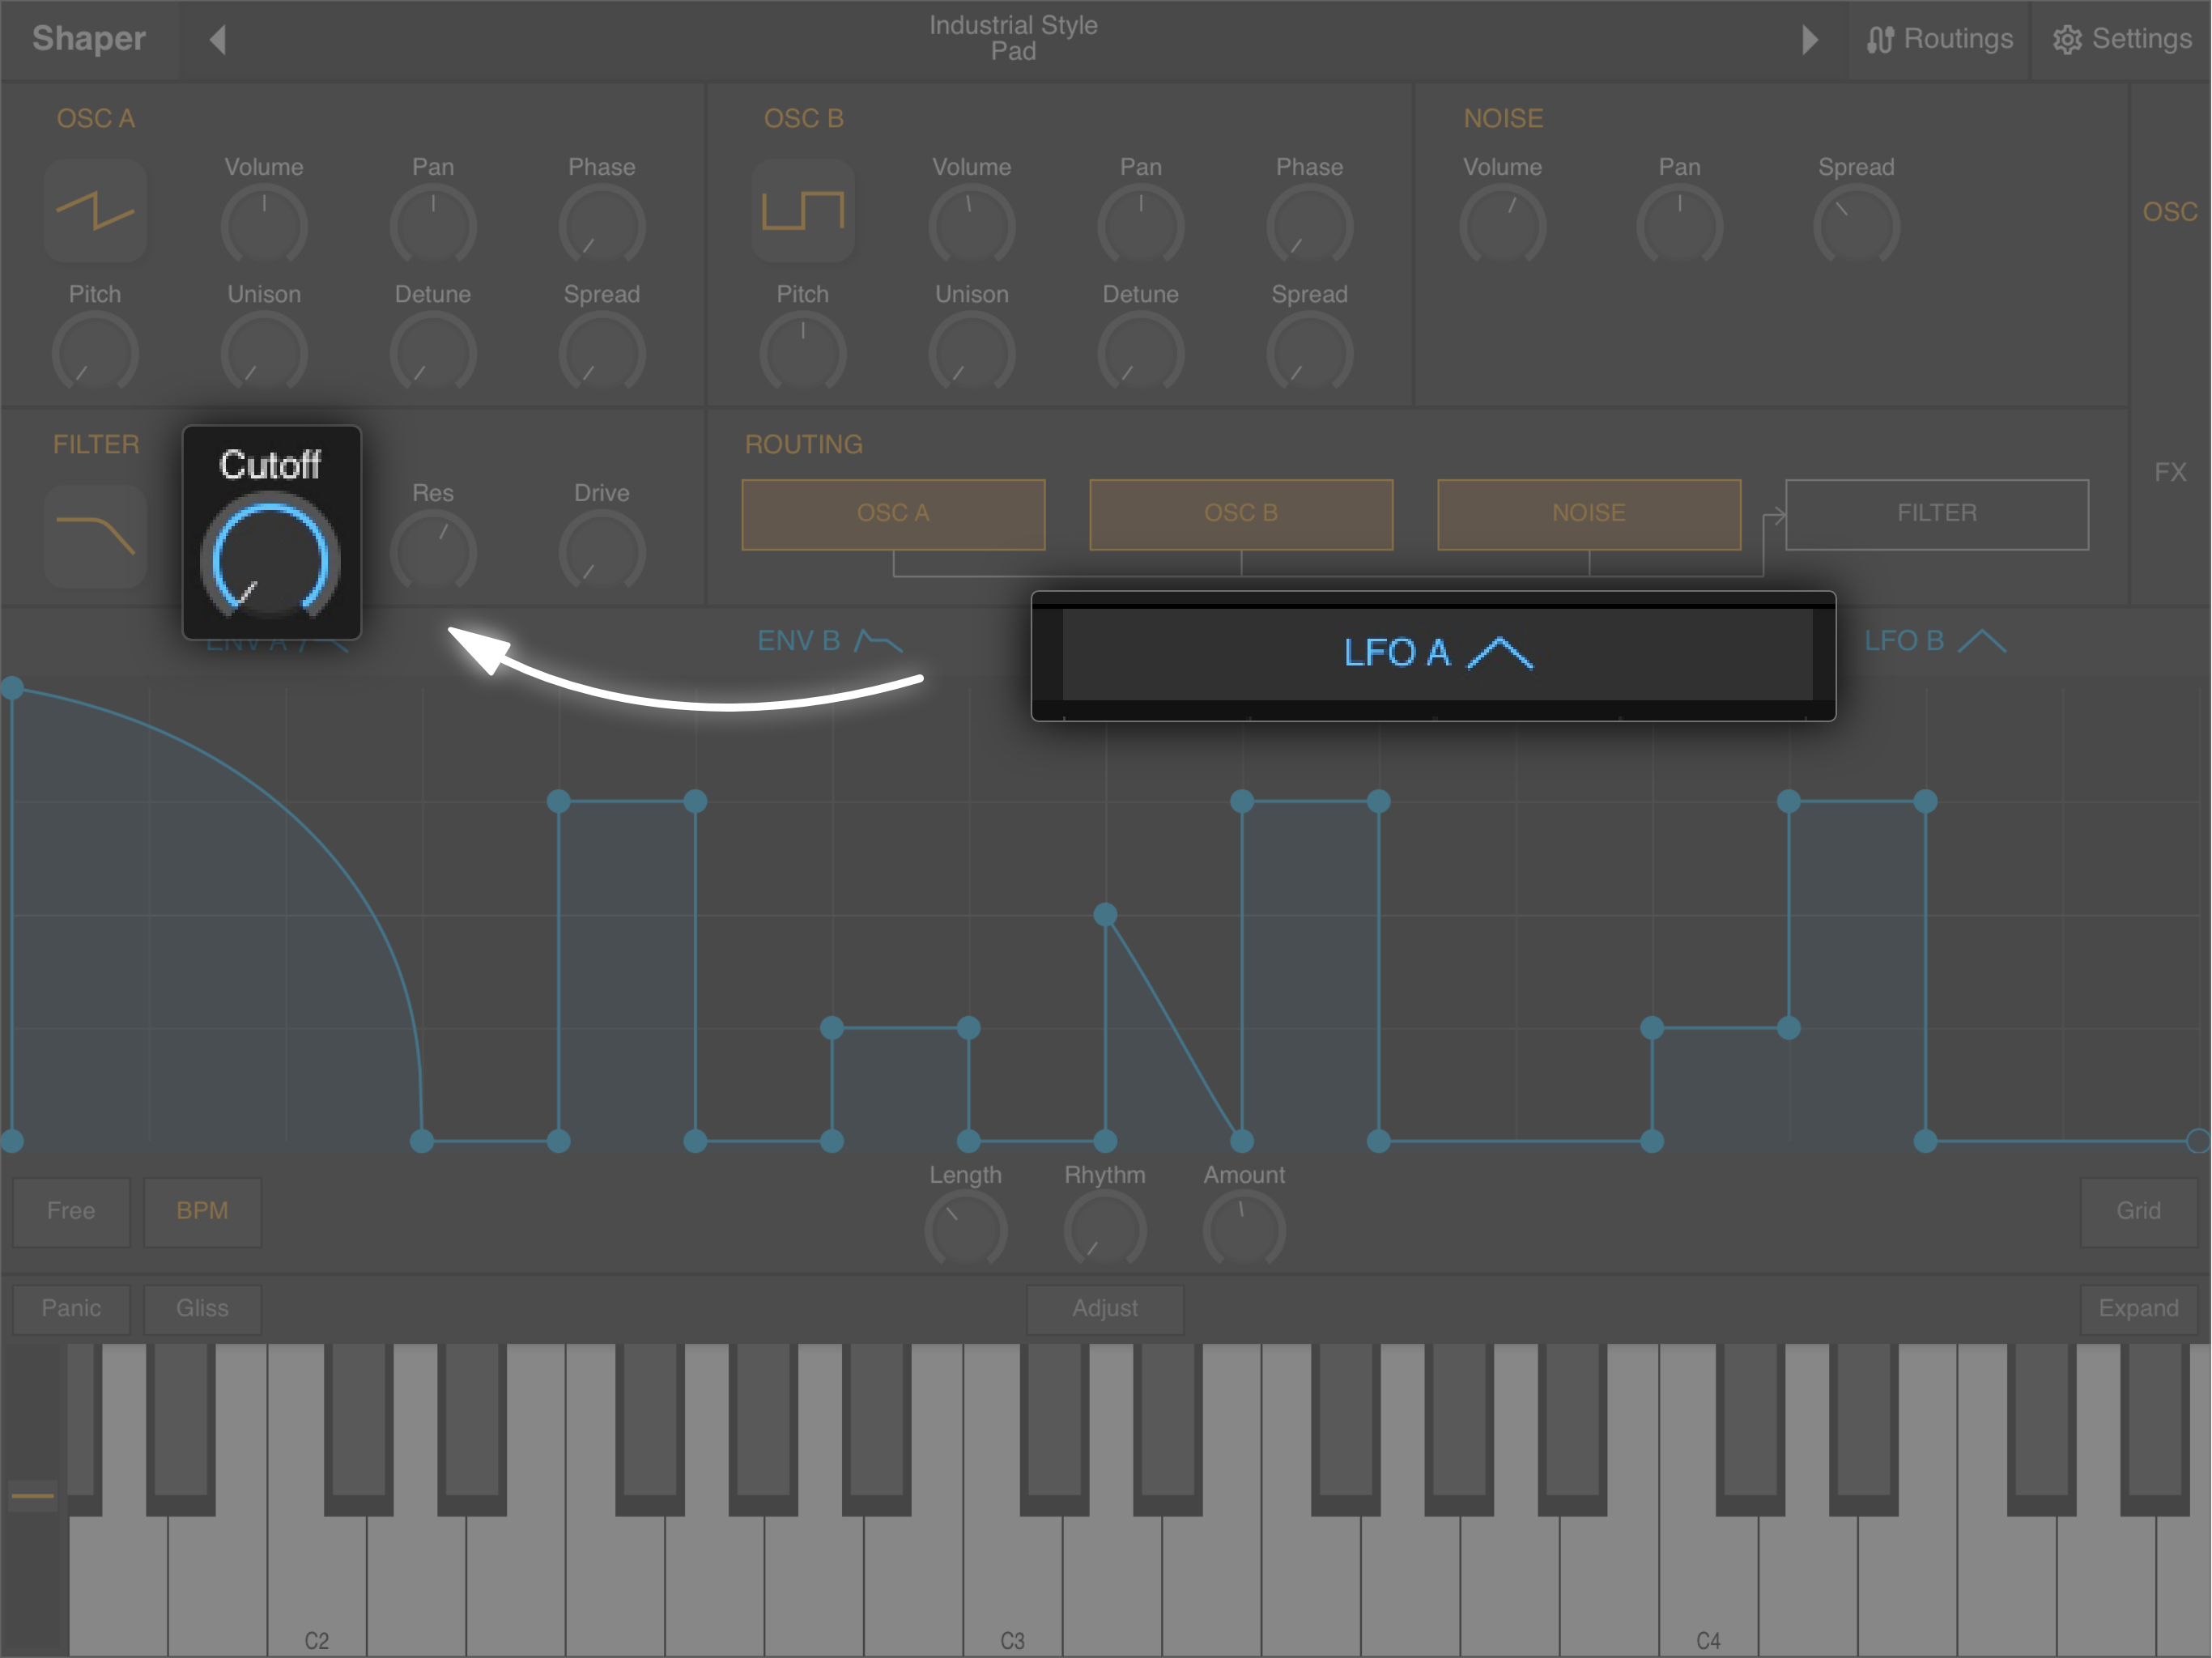 Shaper
Industrial Style
Pad
Routings
Settings
OSC A
Volume
Pan
Phase
Pitch
Unison
Detune
Spread
OSC B
Volume
Pan
Phase
Pitch
Unison
Detune
Spread
NOISE
Volume
Pan
Spread
OSC
FX
FILTER
Cutoff
Res
Drive
ROUTING
OSC A
OSC B
NOISE
FILTER
ENV A
ENV B
LFO A
LFO B
Length
Rhythm
Amount
Free
BPM
Grid
Panic
Gliss
Adjust
Expand
C2
C3
C4